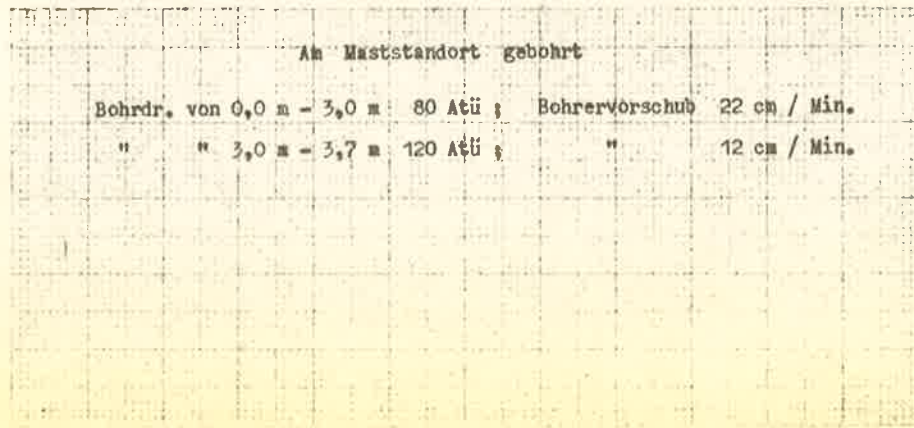 Am Maststandort gebohrt
Bohrdr. von 0,0 m - 3,0 m 80 Atü ; Bohrervorschub 22 cm / Min.
" " 3,0 m - 3,7 m 120 Atü ; " 12 cm / Min.